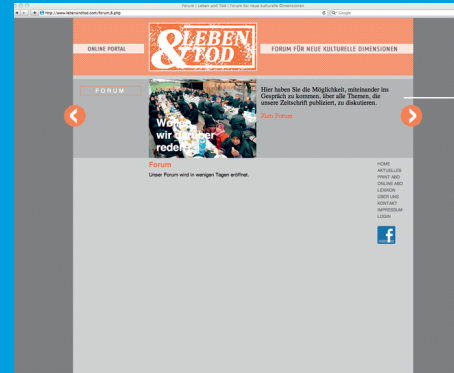 Forum | Leben und Tod | Forum für neue kulturelle Dimensionen
http://www.lebenundtod.com/forum_6.php
Google
ONLINE PORTAL
LEBEN
& TOD
FORUM FÜR NEUE KULTURELLE DIMENSIONEN
FORUM
Wollen
wir darüber
reden?
Hier haben Sie die Möglichkeit, miteinander ins
Gespräch zu kommen, über alle Themen, die
unsere Zeitschrift publiziert, zu diskutieren.
Zum Forum
Forum
Unser Forum wird in wenigen Tagen eröffnet.
HOME
AKTUELLES
PRINT ABO
ONLINE ABO
LEXIKON
ÜBER UNS
KONTAKT
IMPRESSUM
LOGIN